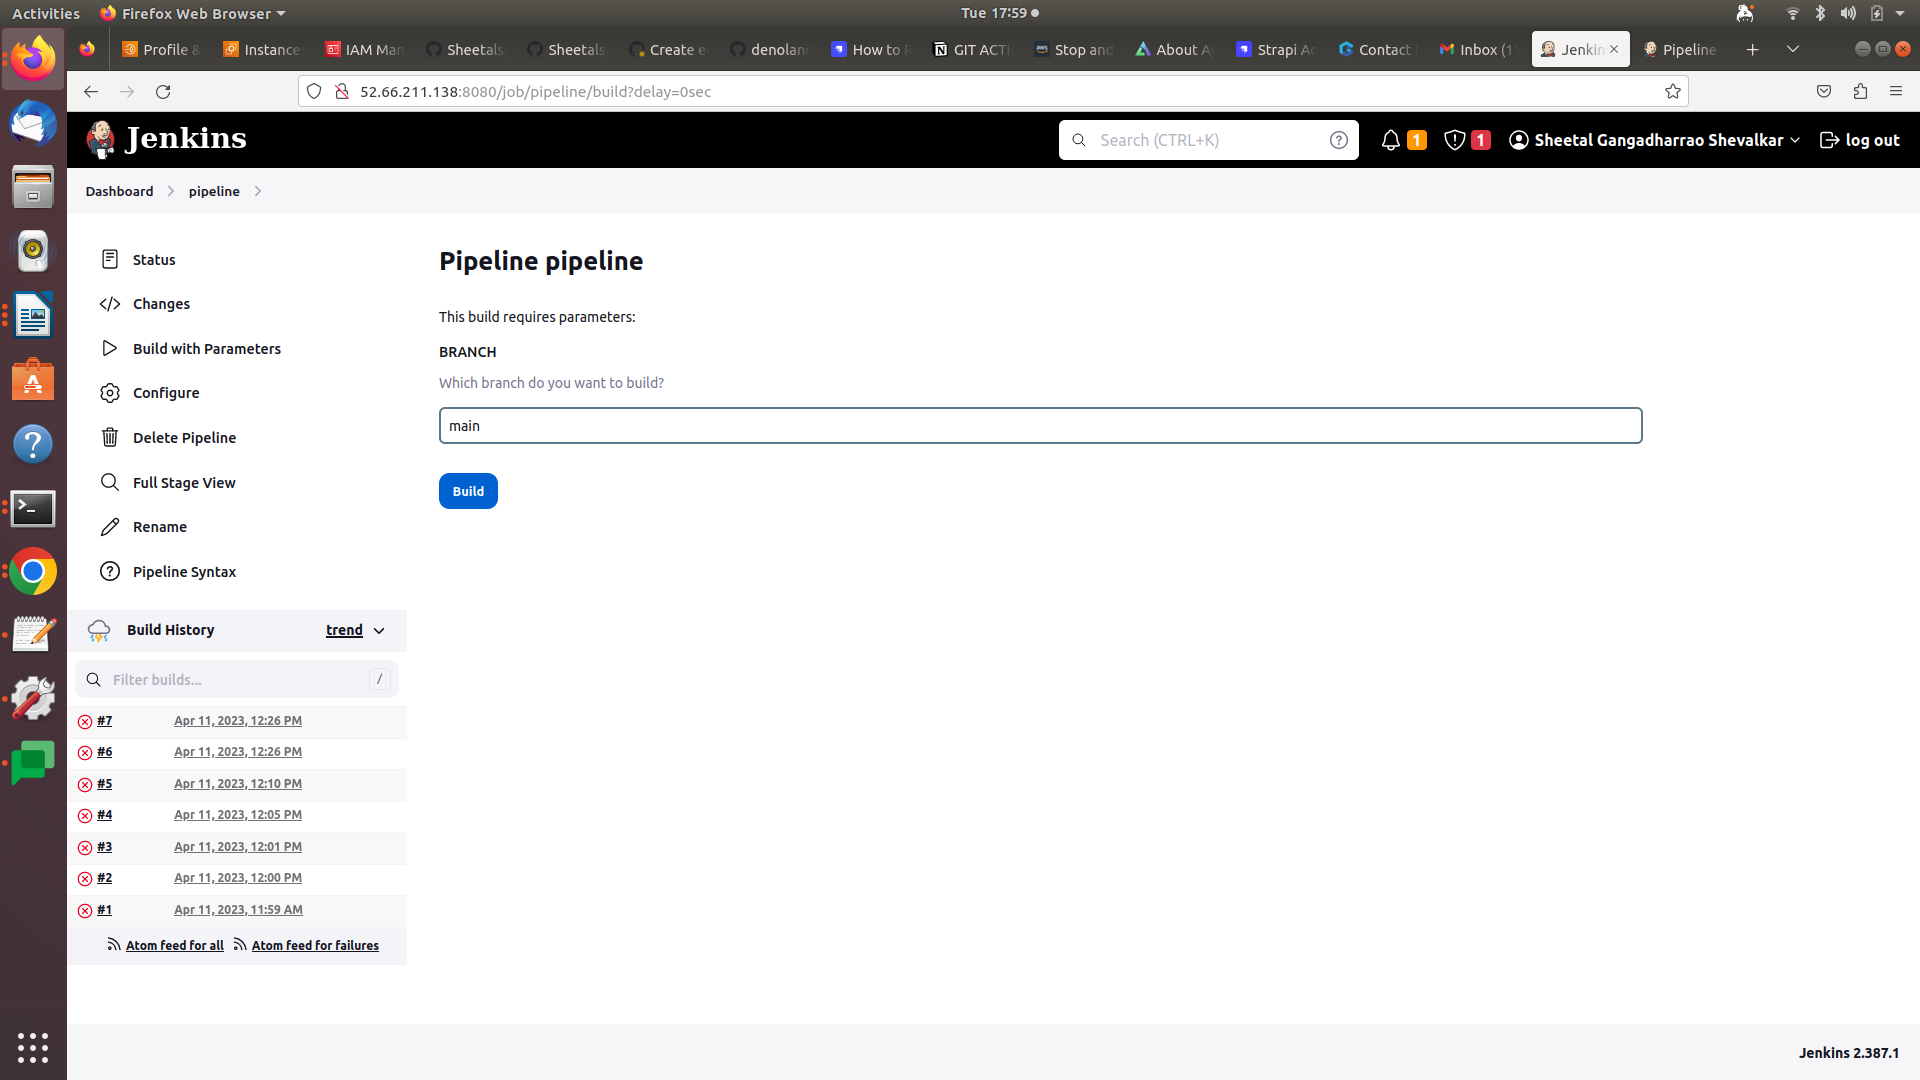 Activities Firefox Web Browser Tue 17:59
Profile & Instance IAM Man Sheetals Sheetals Create e denolan How to GIT ACTI Stop and About A Strapi A Contact Inbox (1 Jenkin Pipeline
52.66.211.138:8080/job/pipeline/build?delay=0sec
Jenkins Search (CTRL+K) 1 1 Sheetal Gangadharrao Shevalkar log out
Dashboard pipeline
Status
Changes
Build with Parameters
Configure
Delete Pipeline
Full Stage View
Rename
Pipeline Syntax
Pipeline pipeline
This build requires parameters:
BRANCH
Which branch do you want to build?
main
Build
Build History trend
Filter builds... /
#7 Apr 11, 2023, 12:26 PM
#6 Apr 11, 2023, 12:26 PM
#5 Apr 11, 2023, 12:10 PM
#4 Apr 11, 2023, 12:05 PM
#3 Apr 11, 2023, 12:01 PM
#2 Apr 11, 2023, 12:00 PM
#1 Apr 11, 2023, 11:59 AM
Atom feed for all Atom feed for failures
Jenkins 2.387.1